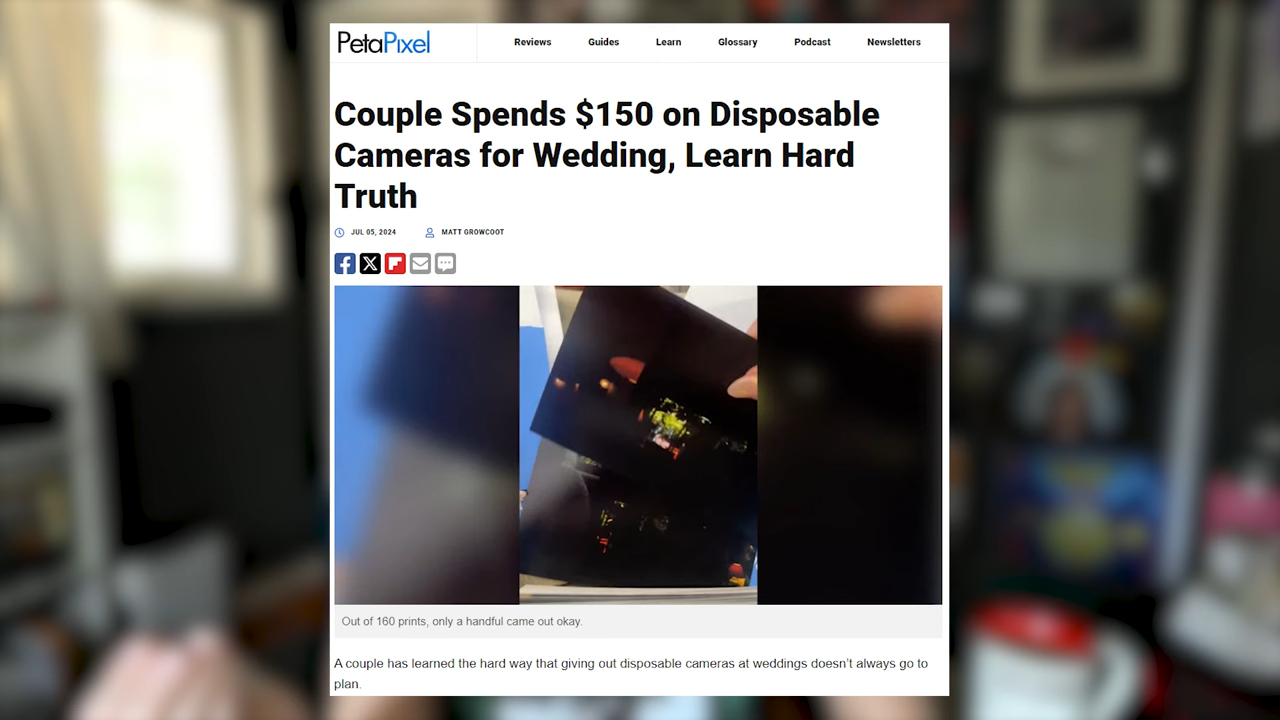 PetaPixel
Reviews Guides Learn Glossary Podcast Newsletters
Couple Spends $150 on Disposable
Cameras for Wedding, Learn Hard
Truth
JUL 05, 2024 MATT GROWCOOT
Out of 160 prints, only a handful came out okay.
A couple has learned the hard way that giving out disposable cameras at weddings doesn't always go to
plan.